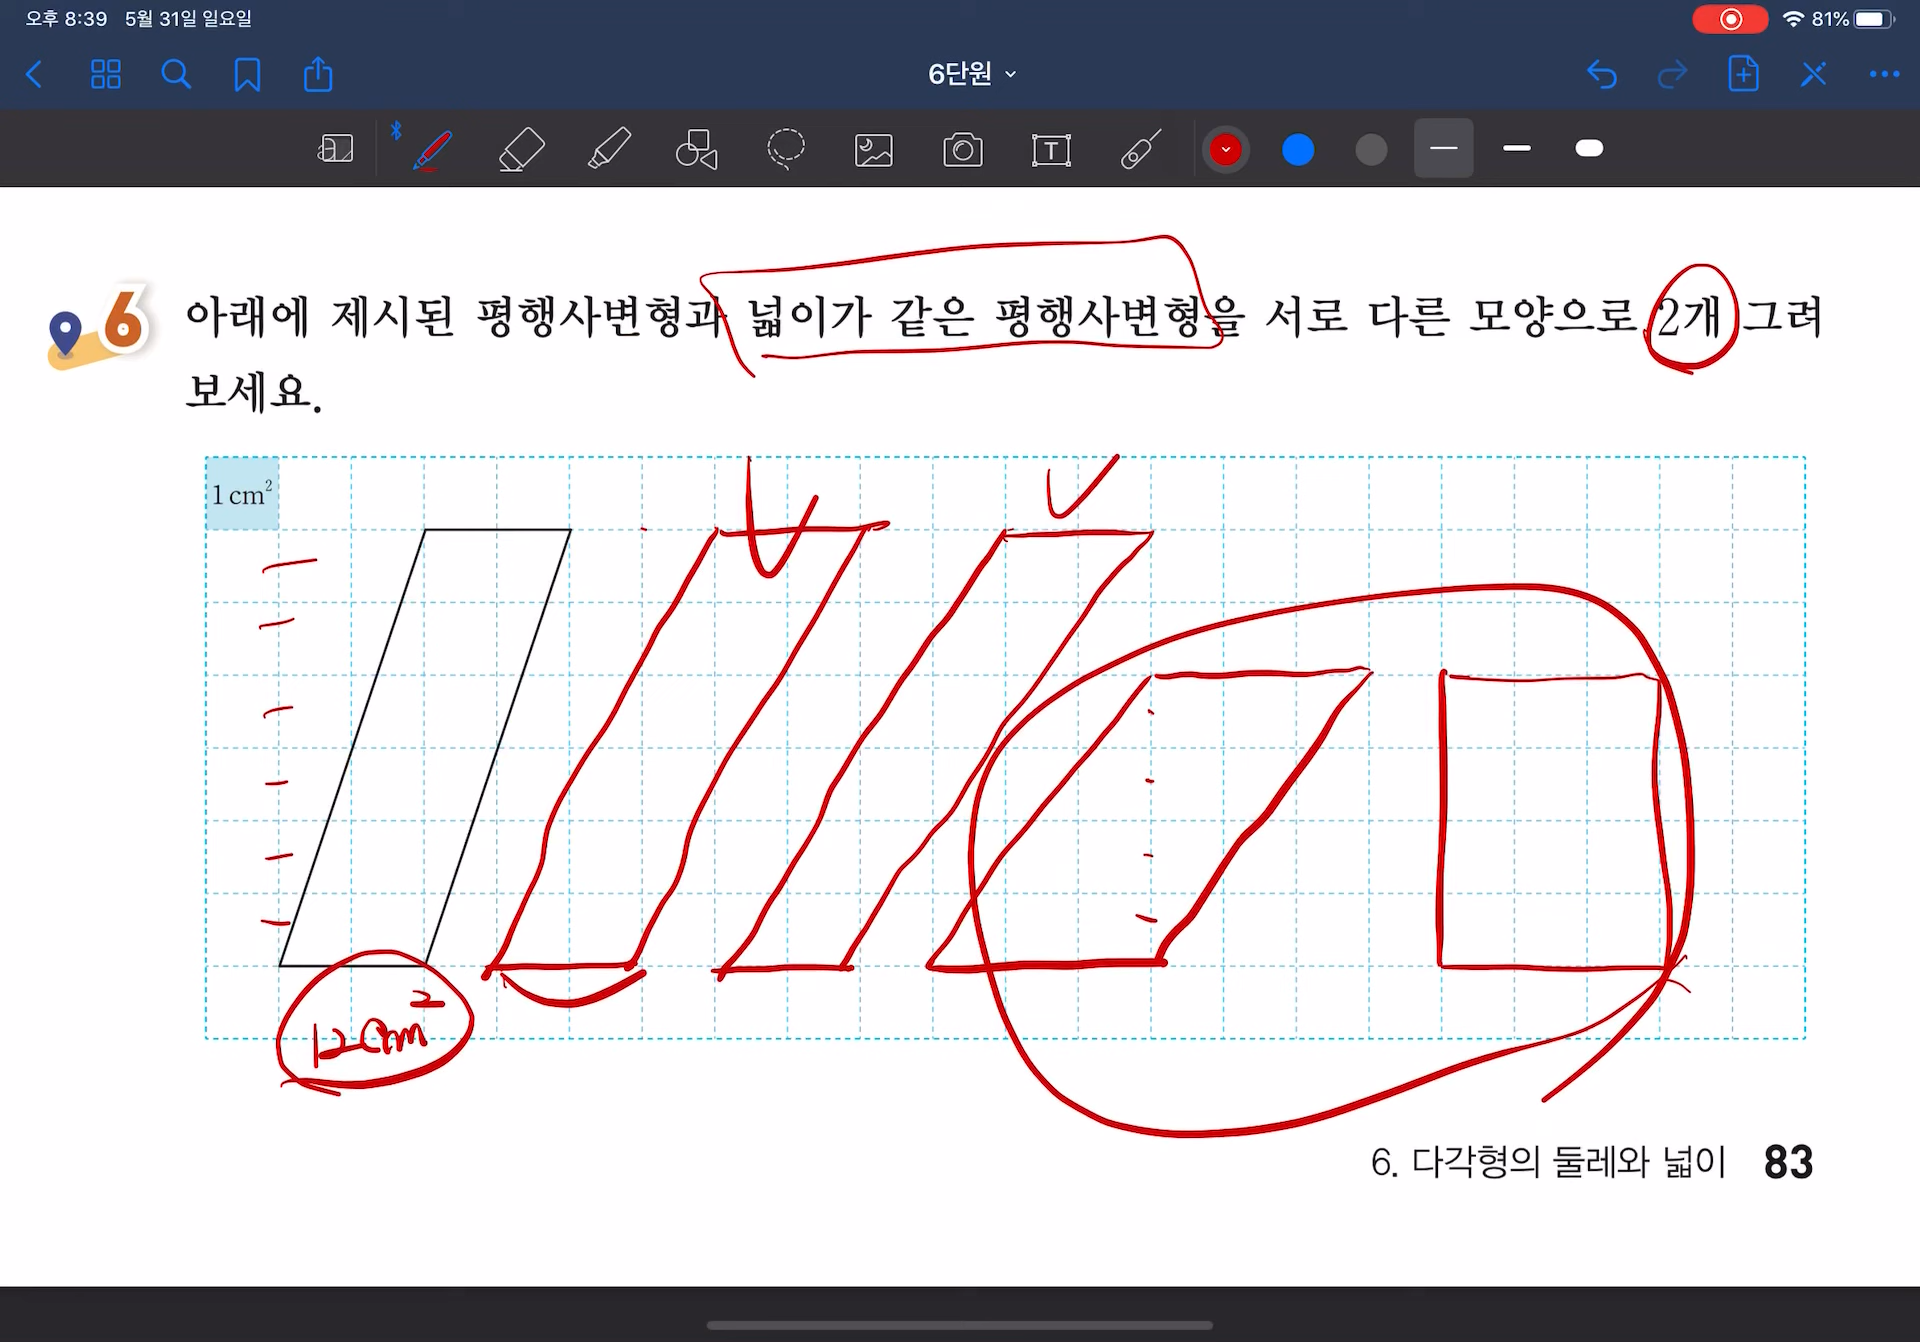 오후 8:39 5월 31일 일요일
81%
6단원
T
6 아래에 제시된 평행사변형과 넓이가 같은 평행사변형을 서로 다른 모양으로 2개 그려
보세요.
1 cm²
12cm²
6. 다각형의 둘레와 넓이 83